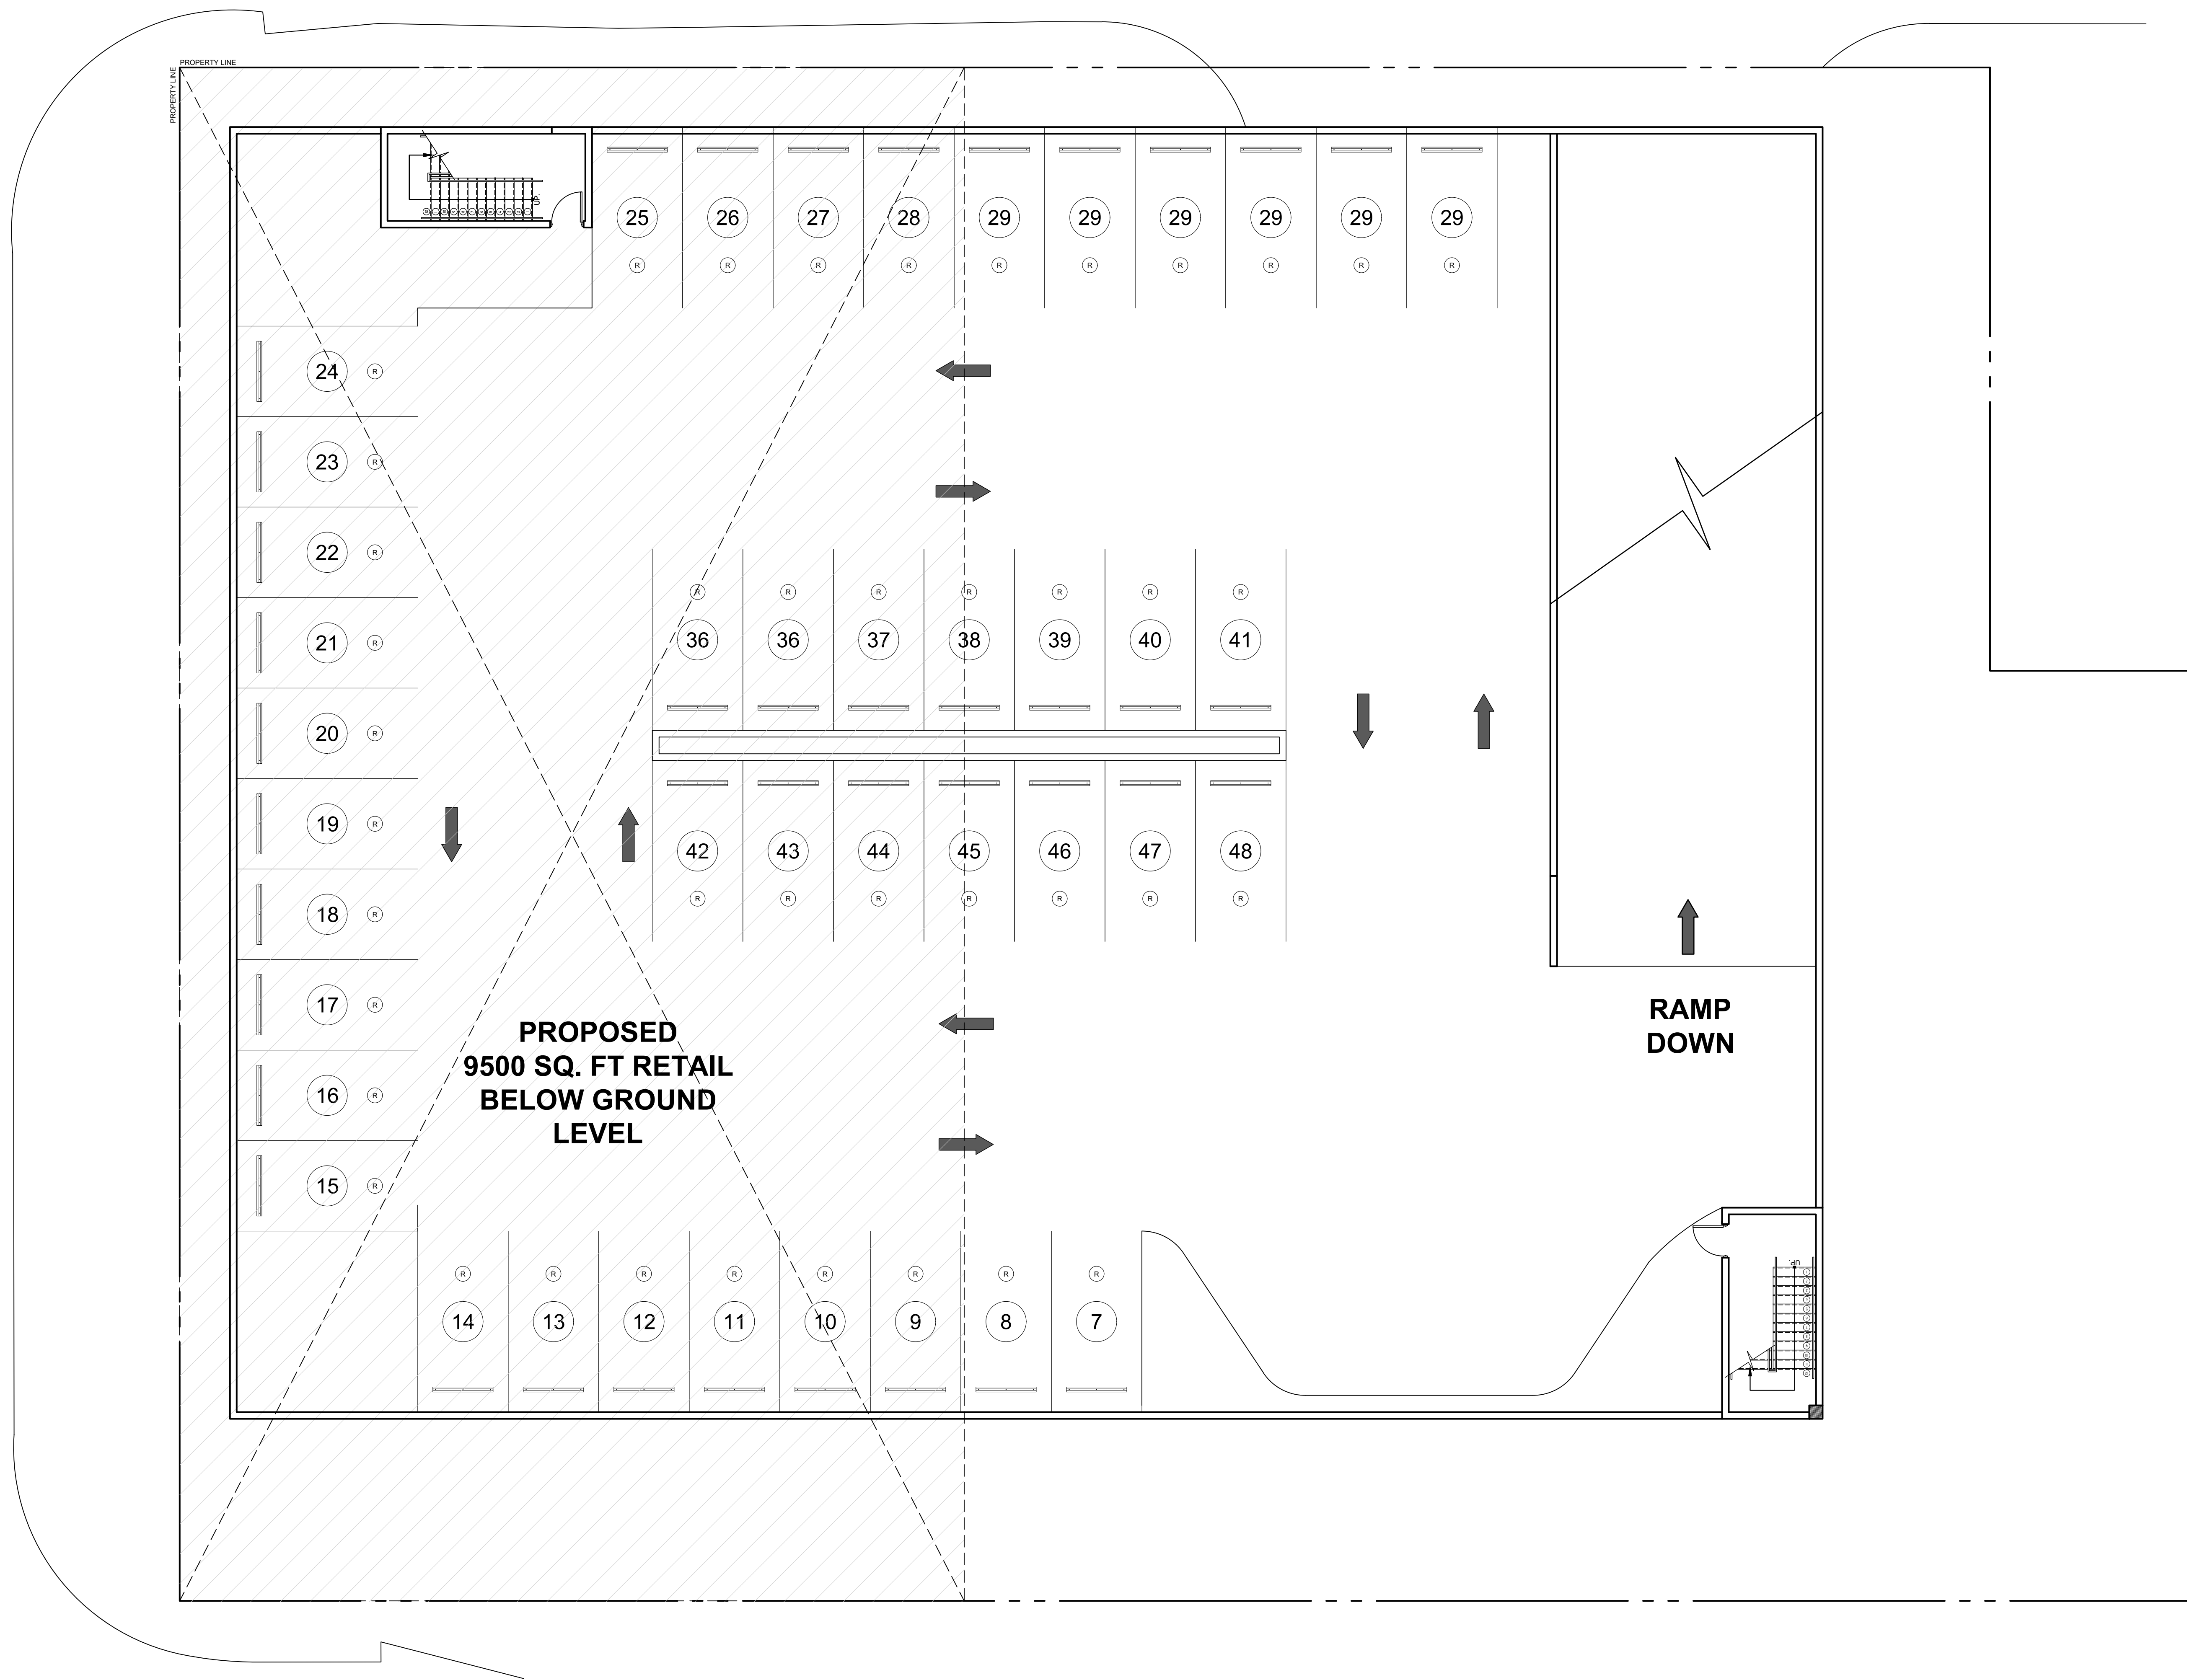 PROPERTY LINE
PROPERTY LINE
UP
25 26 27 28 29 29 29 29 29 29
R R R R R R R R R R
24 R
23 R
22 R
21 R
20 R
19 R
18 R
17 R
16 R
15 R
R R R R R R R
36 36 37 38 39 40 41
42 43 44 45 46 47 48
R R R R R R R
PROPOSED
9500 SQ. FT RETAIL
BELOW GROUND
LEVEL
RAMP
DOWN
R R R R R R R R
14 13 12 11 10 9 8 7
UP